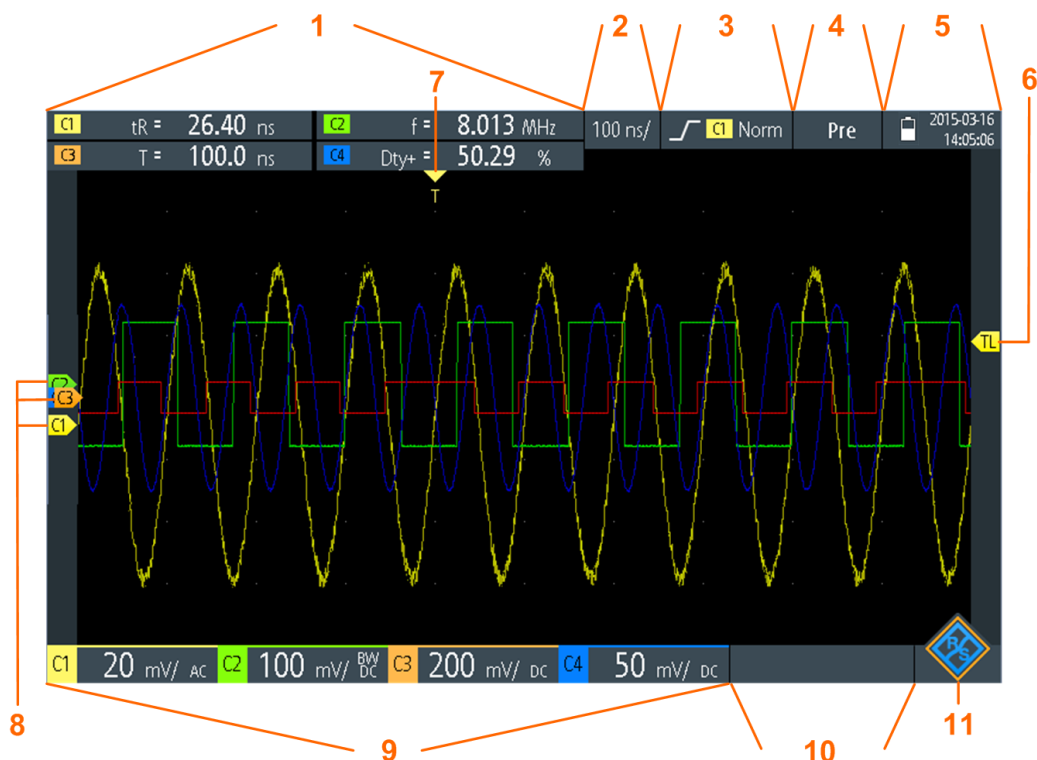 1 2 3 4 5
7
6
C1 tR = 26.40 ns C2 f = 8.013 MHz 100 ns/ C1 Norm Pre 2015-03-16
C3 T = 100.0 ns C4 Dty+ = 50.29 % 14:05:06
T
TL
C2
C3
C1
R/S
C1 20 mV/ AC C2 100 mV/ BW DC C3 200 mV/ DC C4 50 mV/ DC
8 9 10 11